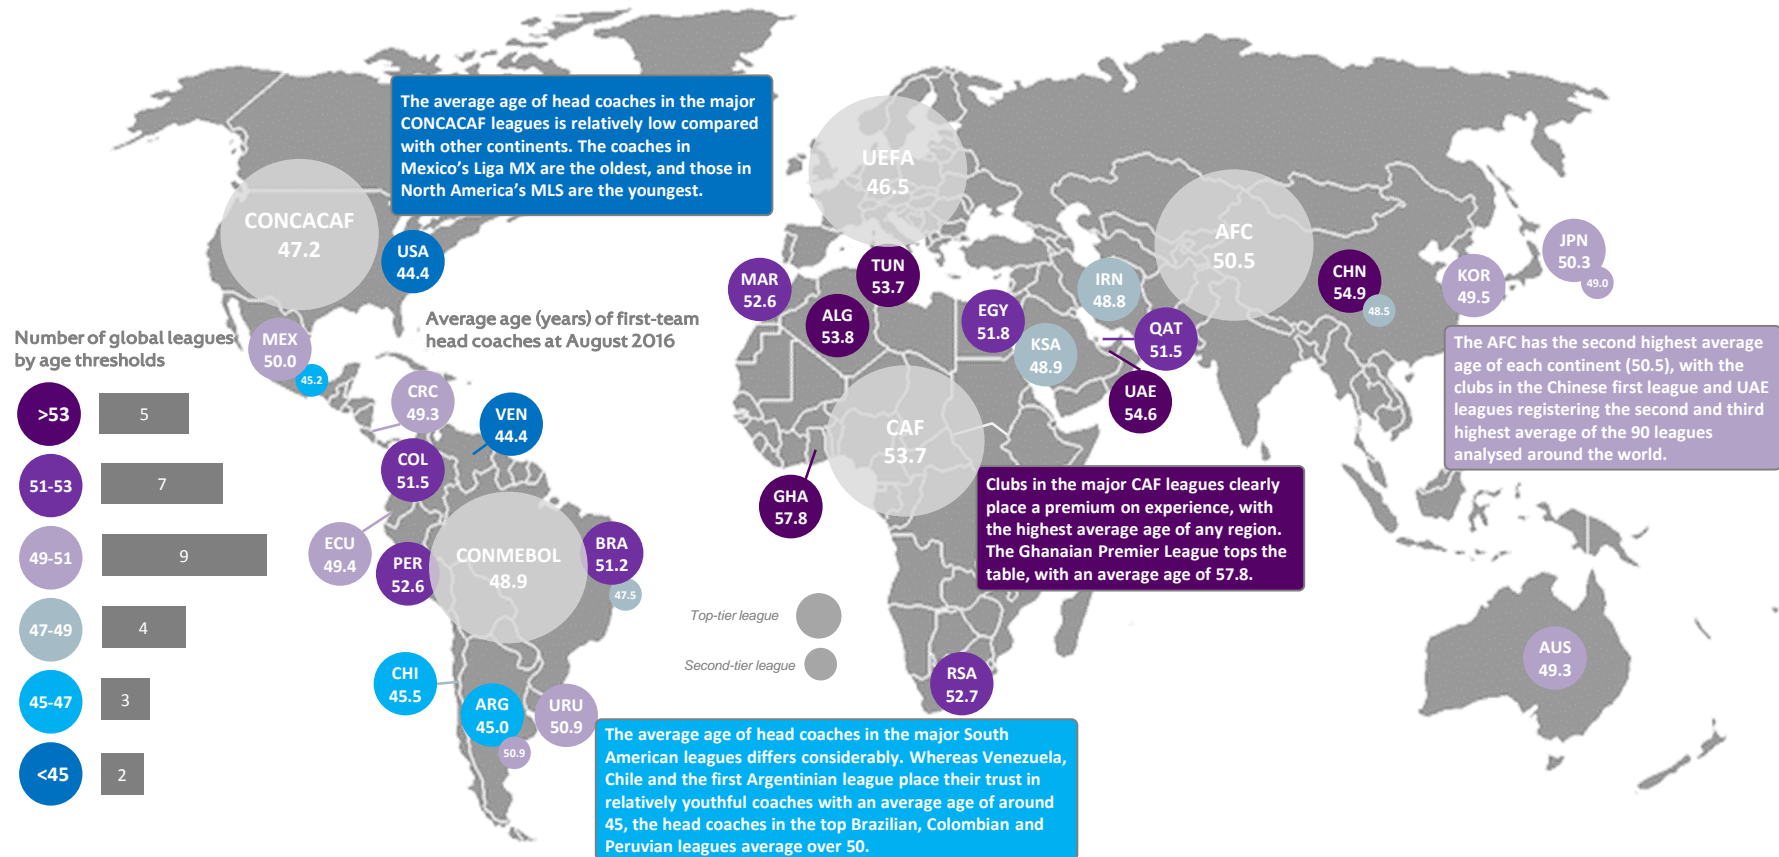 The average age of head coaches in the major
CONCACAF leagues is relatively low compared
with other continents. The coaches in
Mexico's Liga MX are the oldest, and those in
North America's MLS are the youngest.
UEFA
46.5
CONCACAF
47.2
USA
44.4
AFC
50.5
JPN
50.3
49.0
KOR
49.5
CHN
54.9
48.5
MAR
52.6
TUN
53.7
ALG
53.8
EGY
51.8
IRN
48.8
KSA
48.9
QAT
51.5
UAE
54.6
Average age (years) of first-team
head coaches at August 2016
MEX
50.0
45.2
CRC
49.3
VEN
44.4
COL
51.5
ECU
49.4
PER
52.6
CONMEBOL
48.9
BRA
51.2
47.5
CHI
45.5
ARG
45.0
50.9
URU
50.9
CAF
53.7
GHA
57.8
RSA
52.7
AUS
49.3
Number of global leagues
by age thresholds
>53
5
51-53
7
49-51
9
47-49
4
45-47
3
<45
2
The AFC has the second highest average
age of each continent (50.5), with the
clubs in the Chinese first league and UAE
leagues registering the second and third
highest average of the 90 leagues
analysed around the world.
Clubs in the major CAF leagues clearly
place a premium on experience, with
the highest average age of any region.
The Ghanaian Premier League tops the
table, with an average age of 57.8.
Top-tier league
Second-tier league
The average age of head coaches in the major South
American leagues differs considerably. Whereas Venezuela,
Chile and the first Argentinian league place their trust in
relatively youthful coaches with an average age of around
45, the head coaches in the top Brazilian, Colombian and
Peruvian leagues average over 50.